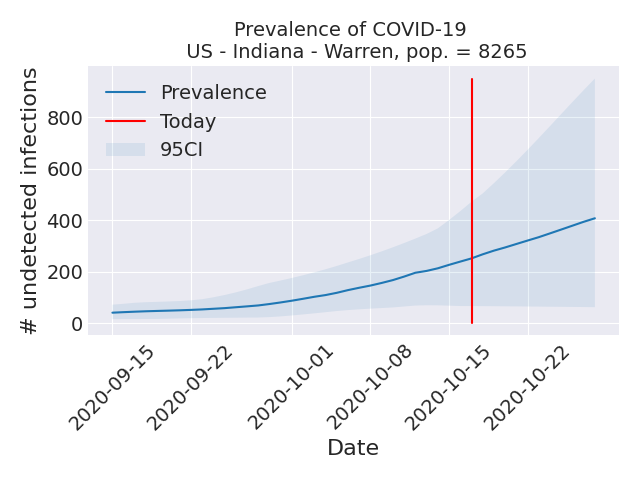 Prevalence of COVID-19
US - Indiana - Warren, pop. = 8265
# undetected infections
800
600
400
200
0
Prevalence
Today
95CI
2020-09-15
2020-09-22
2020-10-01
2020-10-08
2020-10-15
2020-10-22
Date